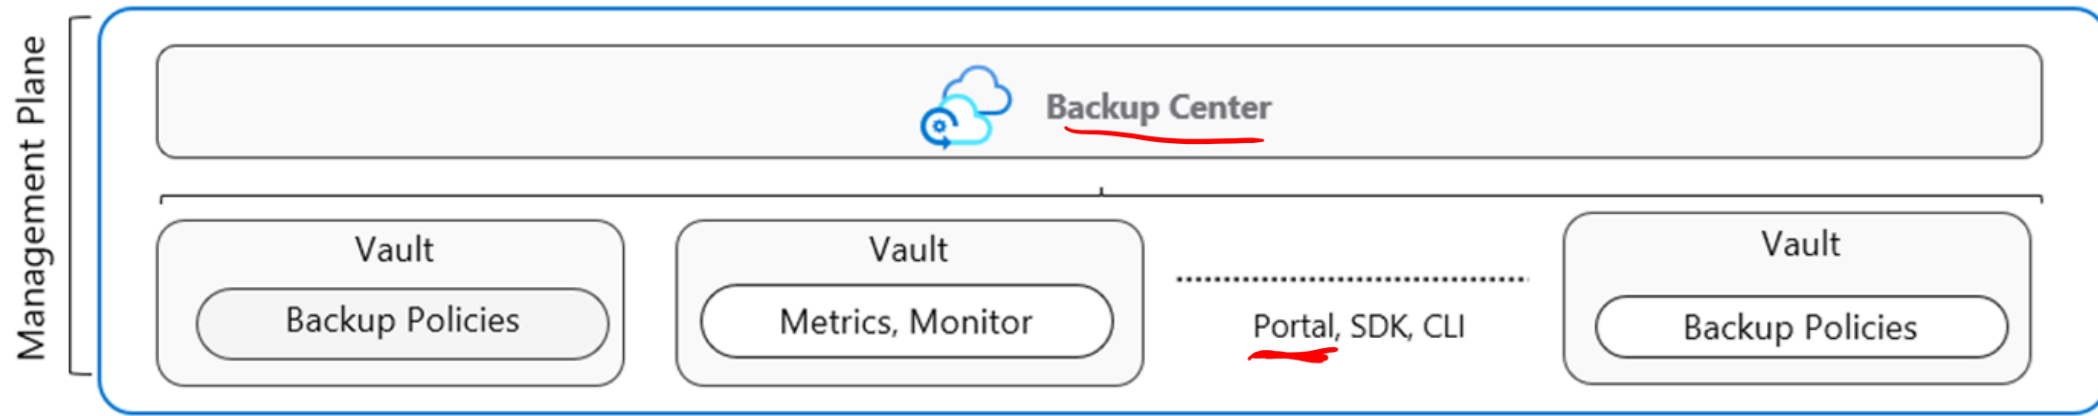 Management Plane
Backup Center
Vault
Backup Policies
Vault
Metrics, Monitor
Portal, SDK, CLI
Vault
Backup Policies